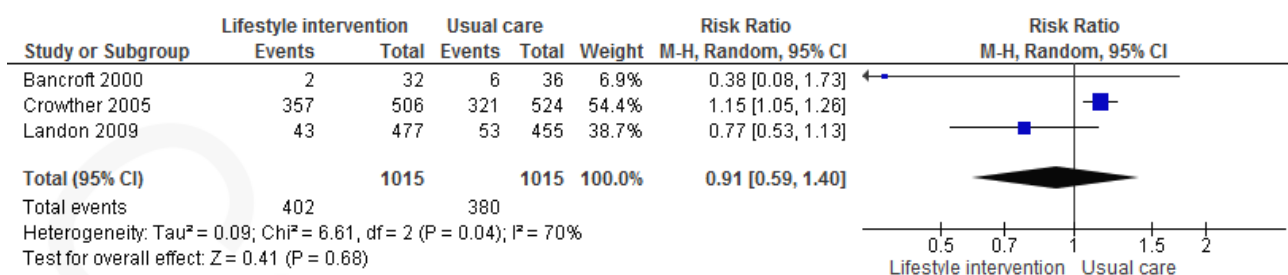 Lifestyle intervention Usual care Risk Ratio Risk Ratio
Study or Subgroup Events Total Events Total Weight M-H, Random, 95% CI M-H, Random, 95% CI
Bancroft 2000 2 32 6 36 6.9% 0.38 [0.08, 1.73]
Crowther 2005 357 506 321 524 54.4% 1.15 [1.05, 1.26]
Landon 2009 43 477 53 455 38.7% 0.77 [0.53, 1.13]
Total (95% CI) 1015 1015 100.0% 0.91 [0.59, 1.40]
Total events 402 380
Heterogeneity: Tau² = 0.09; Chi² = 6.61, df = 2 (P = 0.04); I² = 70%
Test for overall effect: Z = 0.41 (P = 0.68)
0.5 0.7 1 1.5 2
Lifestyle intervention Usual care